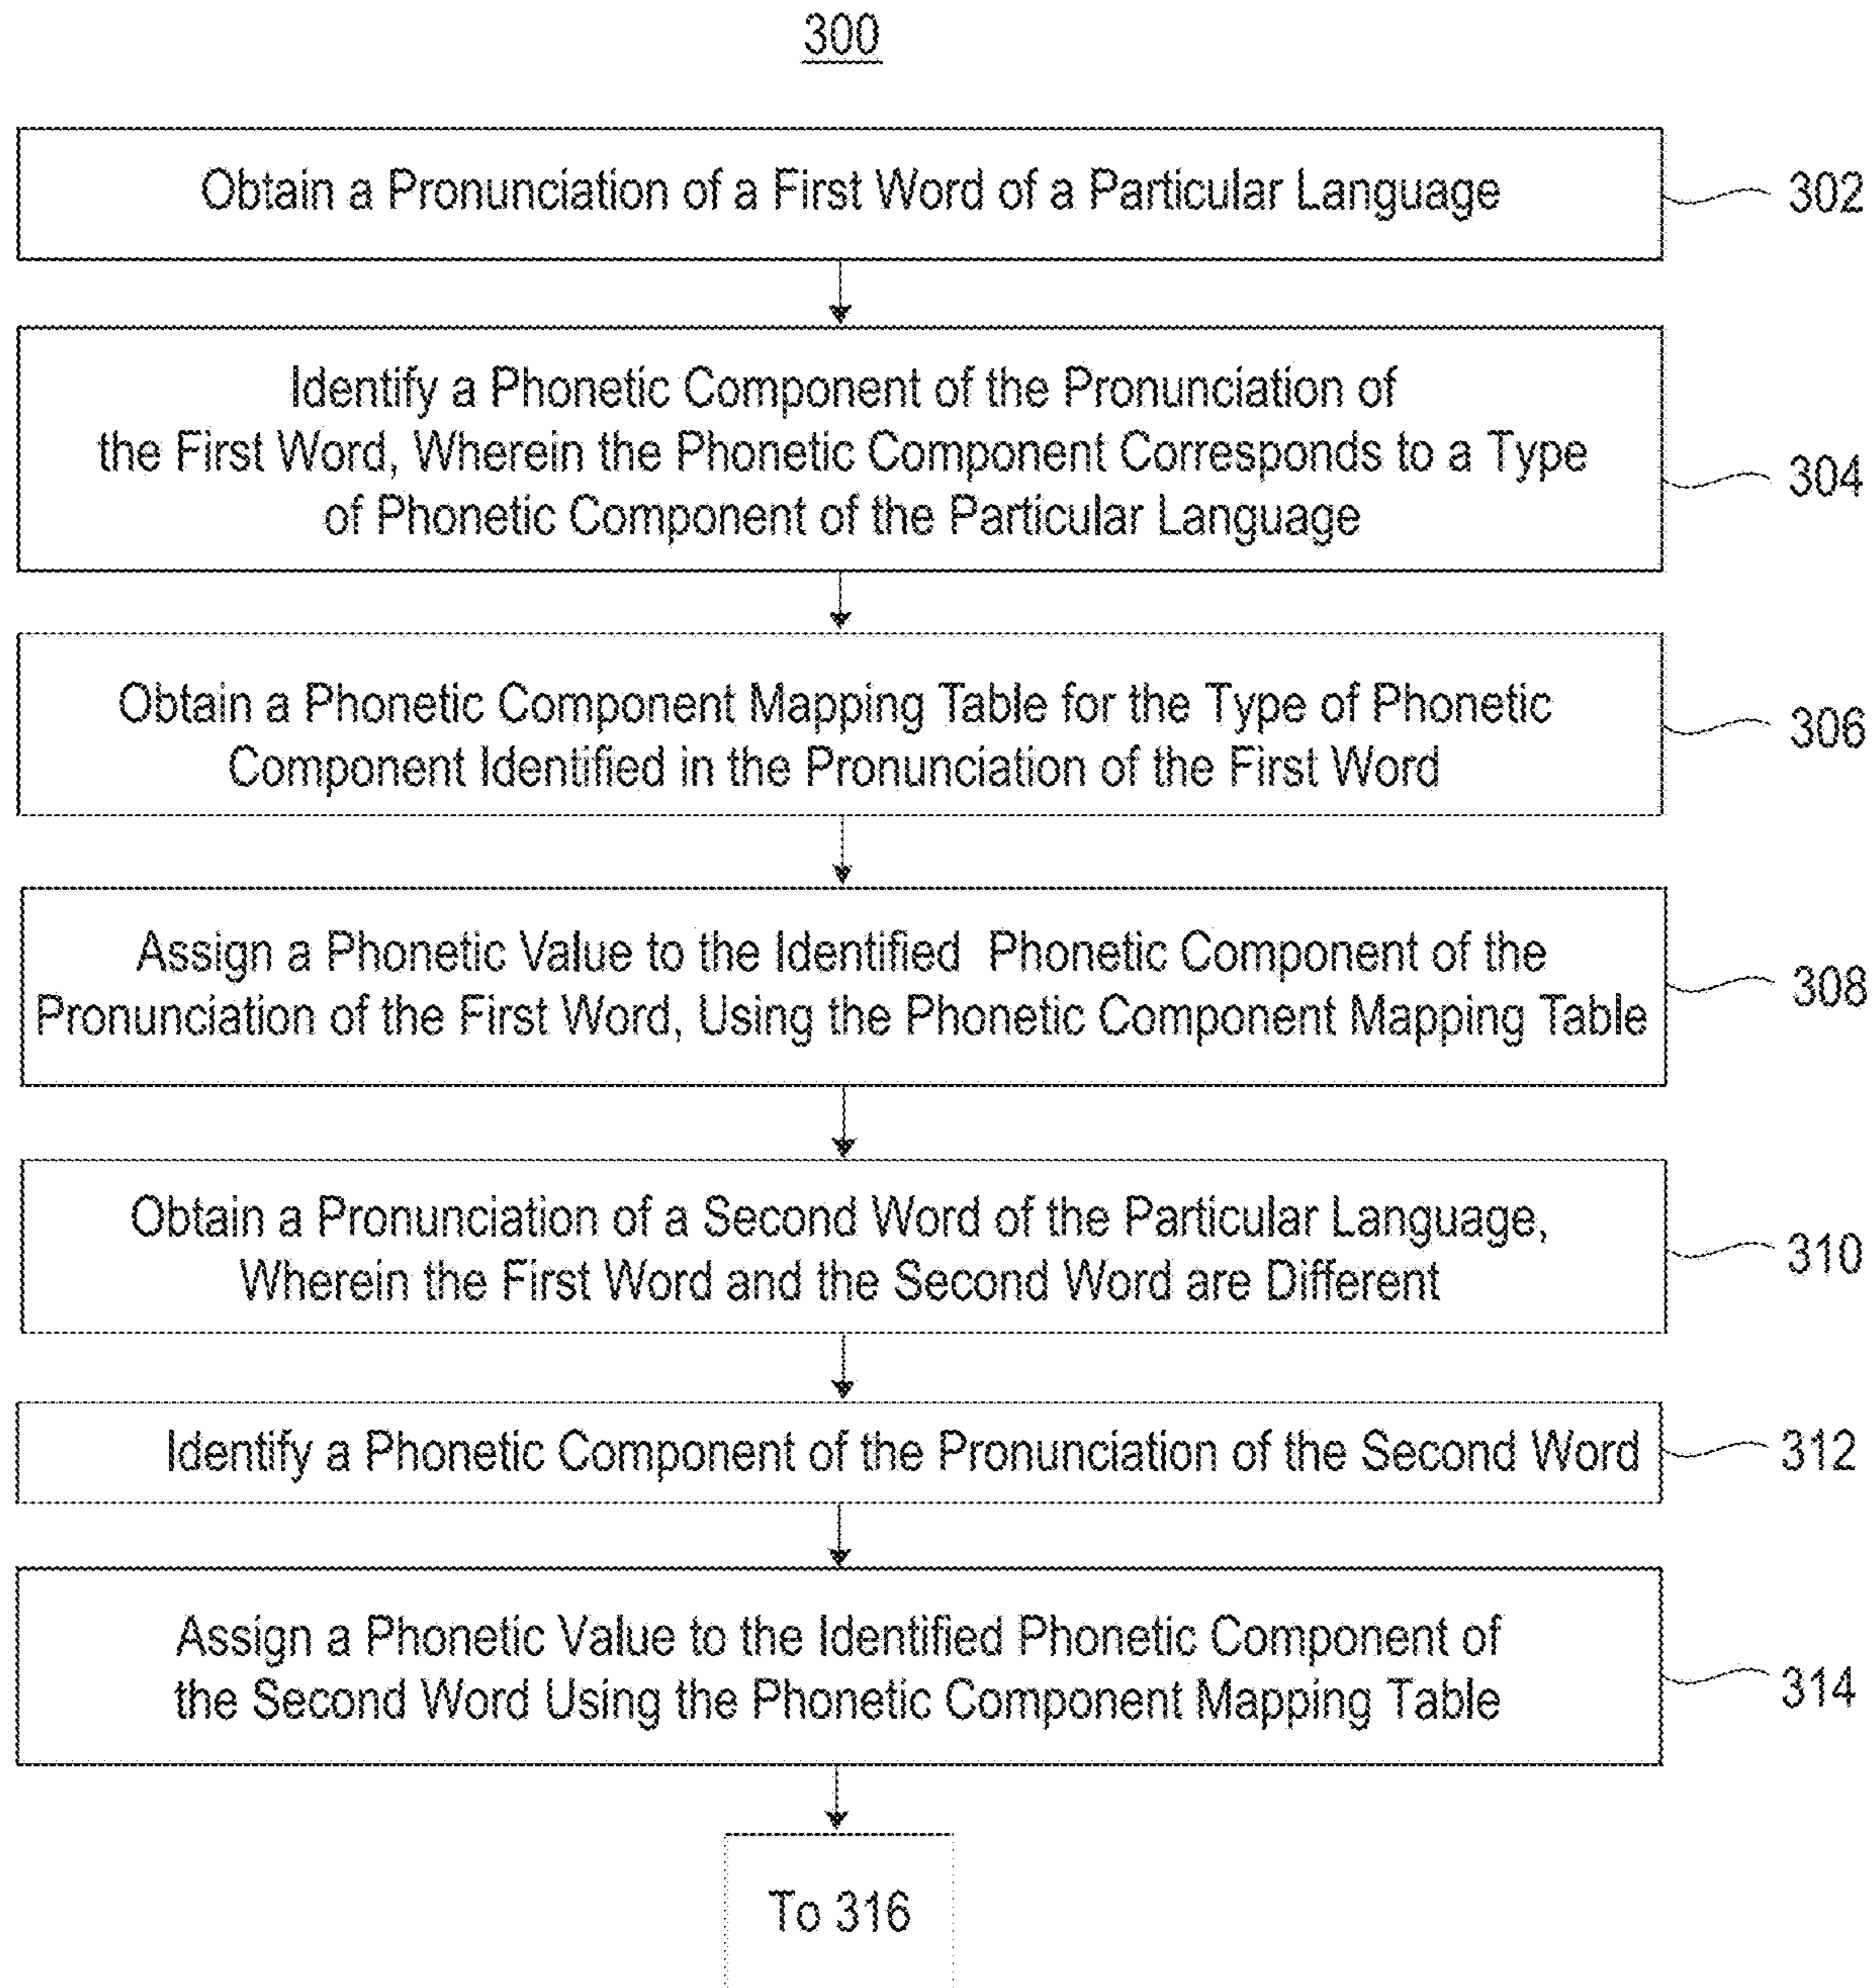 300
Obtain a Pronunciation of a First Word of a Particular Language
302
Identify a Phonetic Component of the Pronunciation of
the First Word, Wherein the Phonetic Component Corresponds to a Type
of Phonetic Component of the Particular Language
304
Obtain a Phonetic Component Mapping Table for the Type of Phonetic
Component Identified in the Pronunciation of the First Word
306
Assign a Phonetic Value to the Identified Phonetic Component of the
Pronunciation of the First Word, Using the Phonetic Component Mapping Table
308
Obtain a Pronunciation of a Second Word of the Particular Language,
Wherein the First Word and the Second Word are Different
310
Identify a Phonetic Component of the Pronunciation of the Second Word
312
Assign a Phonetic Value to the Identified Phonetic Component of
the Second Word Using the Phonetic Component Mapping Table
314
To 316